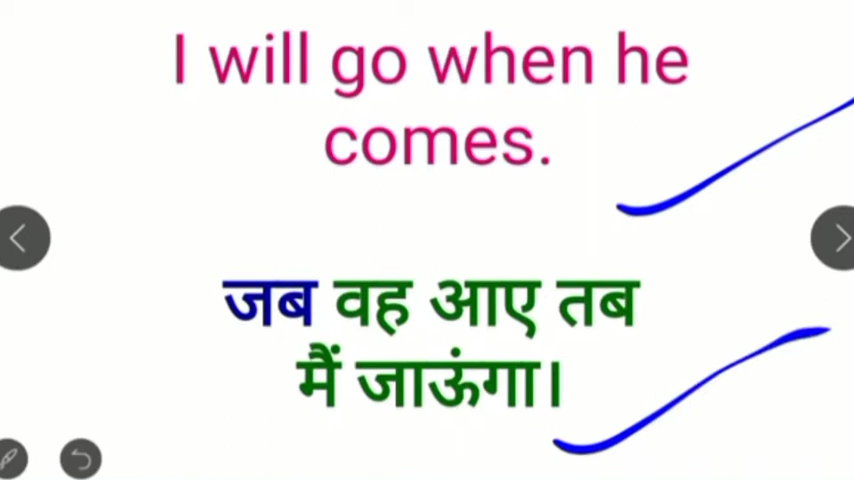 I will go when he
comes.
जब वह आए तब
मैं जाऊंगा।